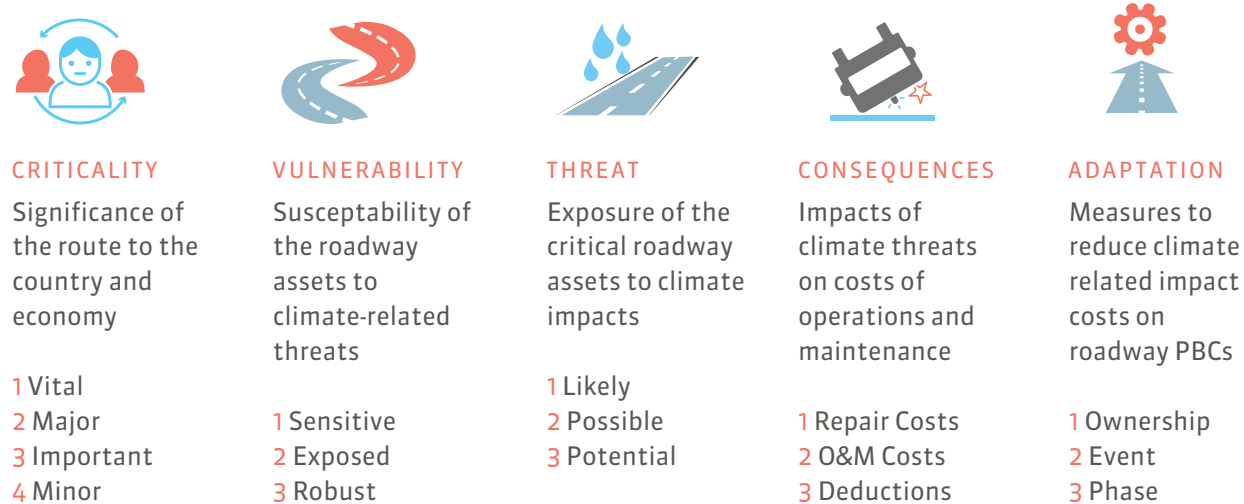 CRITICALITY
Significance of
the route to the
country and
economy
1 Vital
2 Major
3 Important
4 Minor
VULNERABILITY
Susceptability of
the roadway
assets to
climate-related
threats
1 Sensitive
2 Exposed
3 Robust
THREAT
Exposure of the
critical roadway
assets to climate
impacts
1 Likely
2 Possible
3 Potential
CONSEQUENCES
Impacts of
climate threats
on costs of
operations and
maintenance
1 Repair Costs
2 O&M Costs
3 Deductions
ADAPTATION
Measures to
reduce climate
related impact
costs on
roadway PBCs
1 Ownership
2 Event
3 Phase